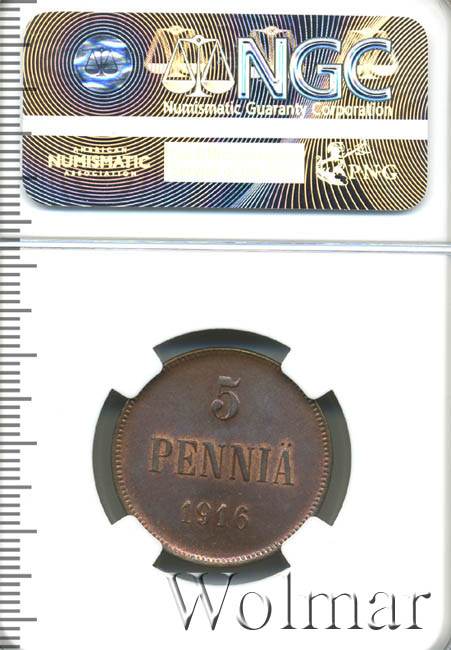 NGC
Numismatic Guaranty Corporation
AMERICAN
NUMISMATIC
ASSOCIATION
PNG
5
PENNIÄ
1916
Wolmar